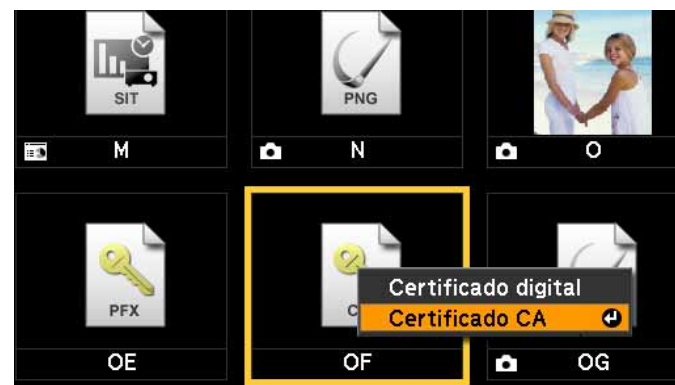 SIT
PNG
M
N
O
Certificado digital
Certificado CA
PFX
OE
OF
OG